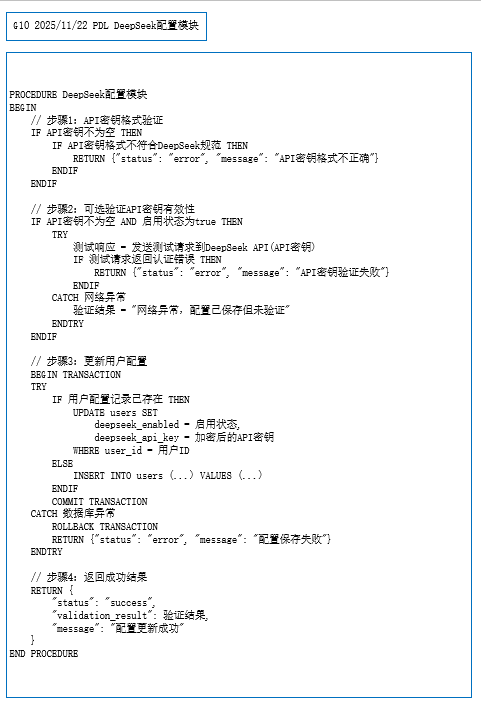 G10 2025/11/22 PDL DeepSeek配置模块
PROCEDURE DeepSeek配置模块
BEGIN
    // 步骤1: API密钥格式验证
    IF API密钥不为空 THEN
        IF API密钥格式不符合DeepSeek规范 THEN
            RETURN {"status": "error", "message": "API密钥格式不正确"}
        ENDIF
    ENDIF
    // 步骤2: 可选验证API密钥有效性
    IF API密钥不为空 AND 启用状态为true THEN
        TRY
            测试响应 = 发送测试请求到DeepSeek API(API密钥)
            IF 测试请求返回认证错误 THEN
                RETURN {"status": "error", "message": "API密钥验证失败"}
            ENDIF
        CATCH 网络异常
            验证结果 = "网络异常，配置已保存但未验证"
        ENDTRY
    ENDIF
    // 步骤3: 更新用户配置
    BEGIN TRANSACTION
    TRY
        IF 用户配置记录已存在 THEN
            UPDATE users SET
                deepseek_enabled = 启用状态,
                deepseek_api_key = 加密后的API密钥
            WHERE user_id = 用户ID
        ELSE
            INSERT INTO users (...) VALUES (...)
        ENDIF
        COMMIT TRANSACTION
    CATCH 数据库异常
        ROLLBACK TRANSACTION
        RETURN {"status": "error", "message": "配置保存失败"}
    ENDTRY
    // 步骤4: 返回成功结果
    RETURN {
        "status": "success",
        "validation_result": 验证结果,
        "message": "配置更新成功"
    }
END PROCEDURE